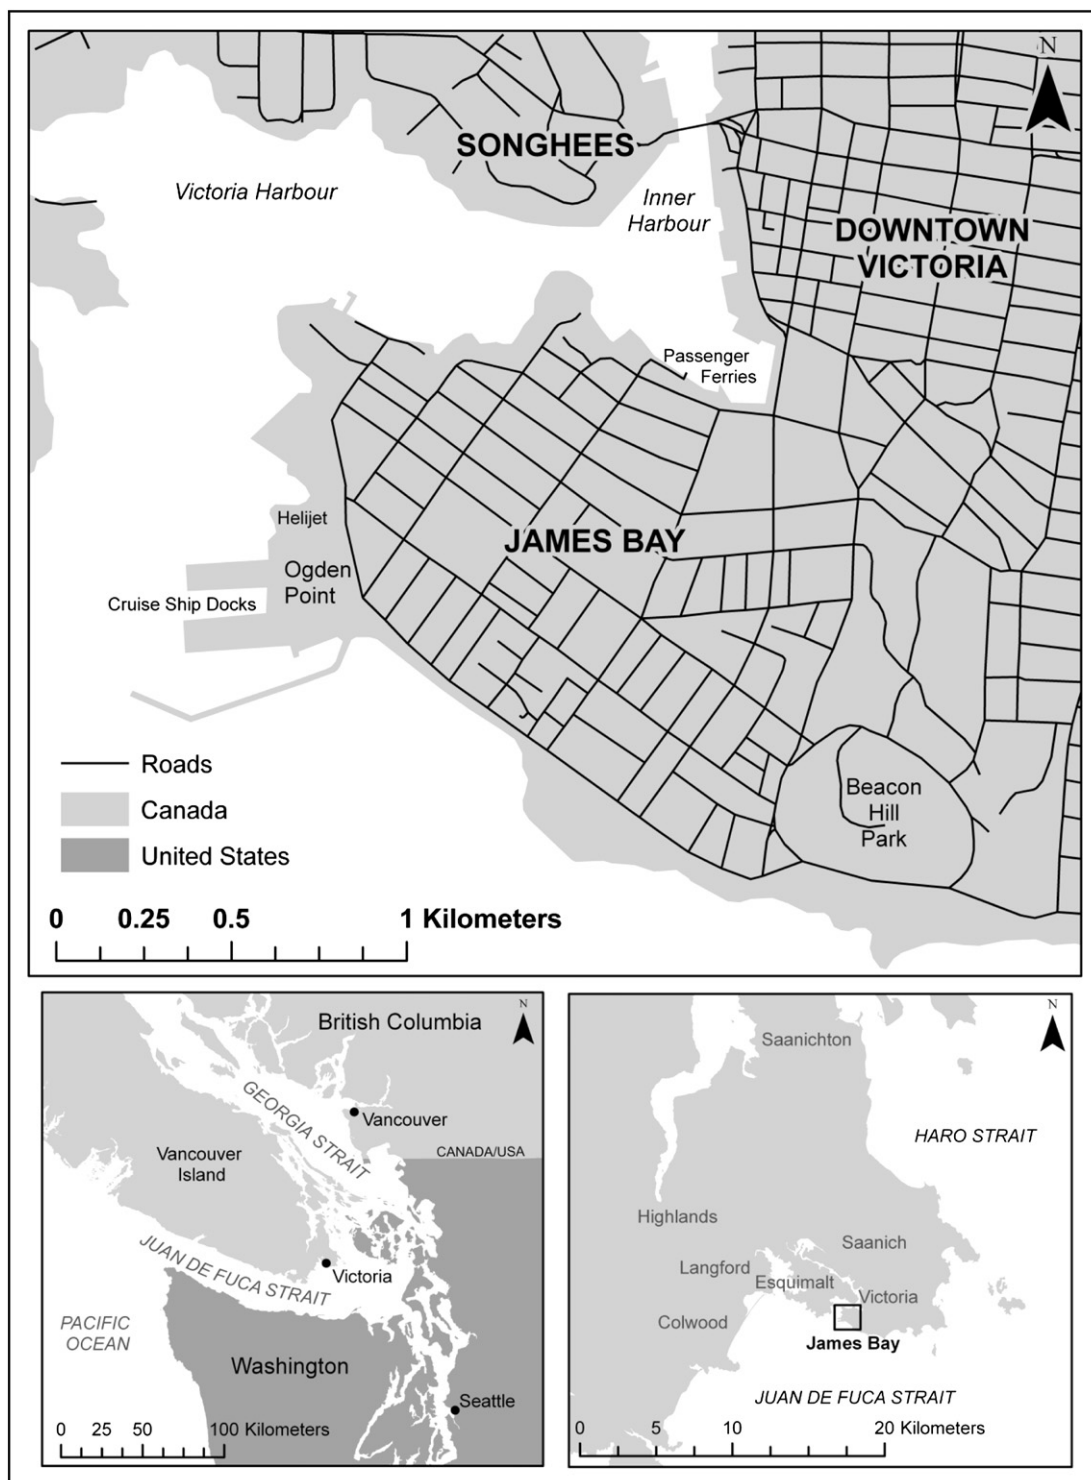 N
SONGHEES
Victoria Harbour
Inner
Harbour
DOWNTOWN
VICTORIA
Passenger
Ferries
Helijet
JAMES BAY
Ogden
Point
Cruise Ship Docks
Roads
Canada
United States
Beacon
Hill
Park
0 0.25 0.5 1 Kilometers
British Columbia
N
GEORGIA STRAIT
Vancouver
CANADA/USA
Vancouver
Island
JUAN DE FUCA STRAIT
Victoria
PACIFIC
OCEAN
Washington
Seattle
0 25 50 100 Kilometers
N
Saanichton
HARO STRAIT
Highlands
Saanich
Langford
Esquimalt
Victoria
Colwood
James Bay
JUAN DE FUCA STRAIT
0 5 10 20 Kilometers